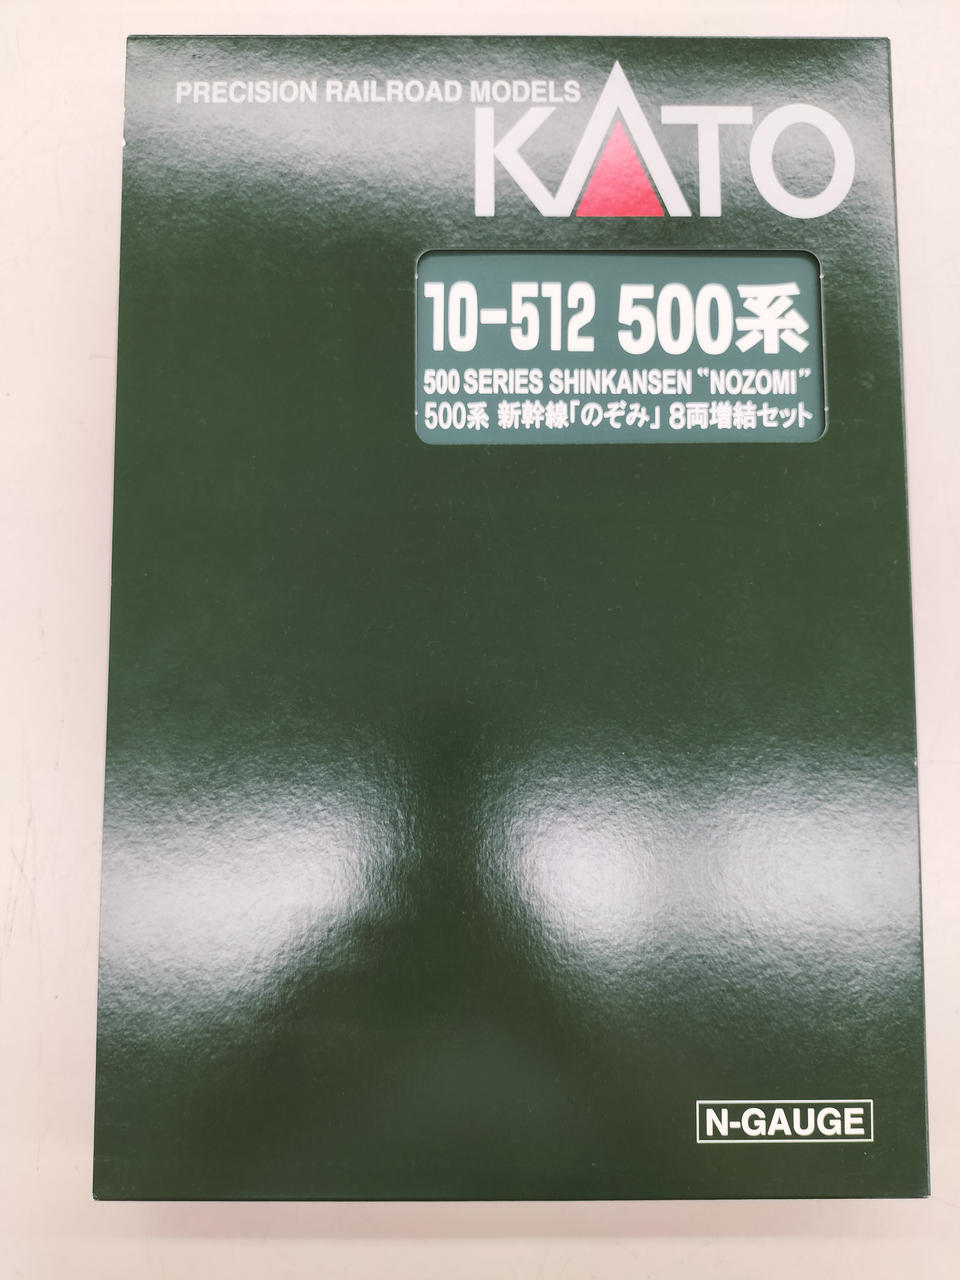 PRECISION RAILROAD MODELS
KATO
10-512 500系
500 SERIES SHINKANSEN “NOZOMI”
500系 新幹線「のぞみ」 8両増結セット
N-GAUGE